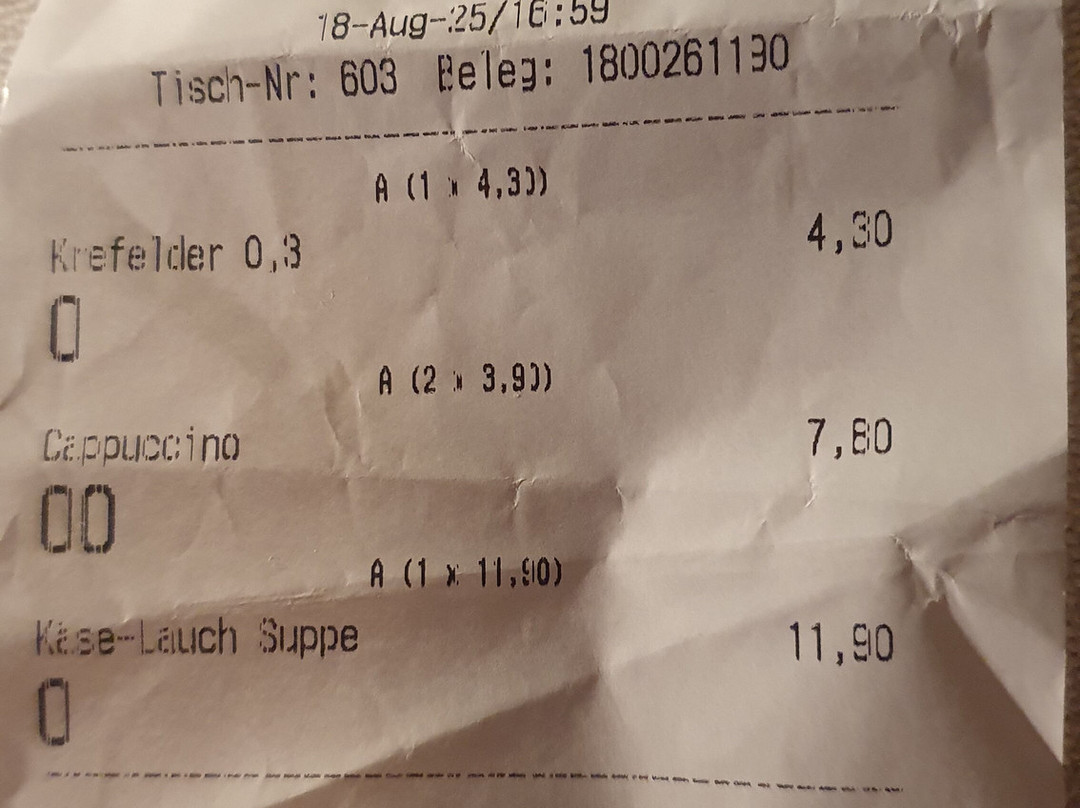 18-Aug-25/16:59
Tisch-Nr: 603 Beleg: 1800261190
A (1 x 4,30)
Krefelder 0,3 4,30
0
A (2 x 3,90)
Cappuccino 7,80
00
A (1 x 11,90)
Käse-Lauch Suppe 11,90
0